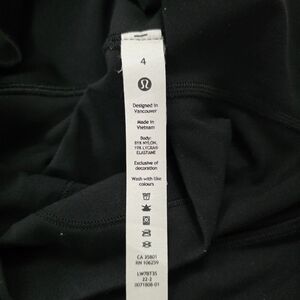 4
Designed in
Vancouver
Made in
Vietnam
Body:
81% NYLON,
19% LYCRA®
ELASTANE
Exclusive of
decoration
Wash with like
colours
CA 35801
RN 106259
LW7BT3S
22-2
0071808-01